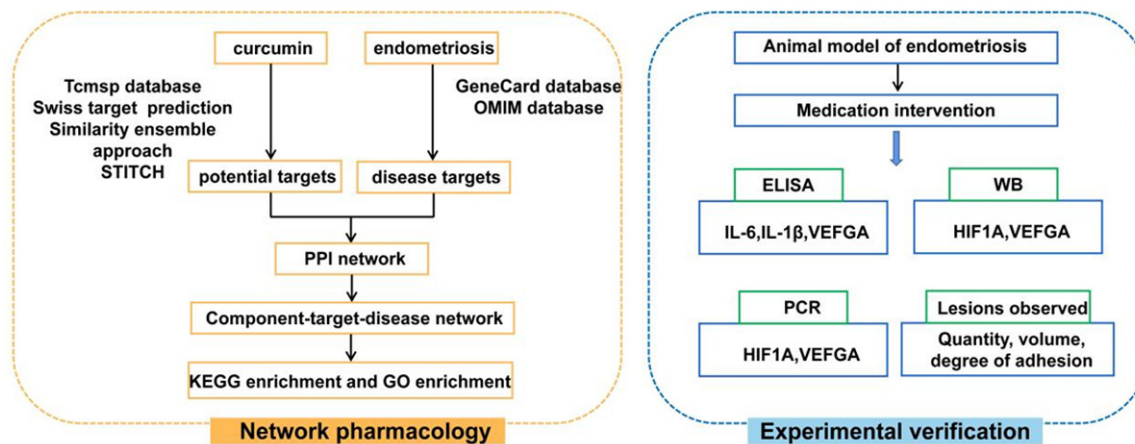 curcumin
endometriosis
Tcmsp database
Swiss target prediction
Similarity ensemble
approach
STITCH
GeneCard database
OMIM database
potential targets
disease targets
PPI network
Component-target-disease network
KEGG enrichment and GO enrichment
Network pharmacology
Animal model of endometriosis
Medication intervention
ELISA
IL-6,IL-1β,VEFGA
WB
HIF1A,VEFGA
PCR
HIF1A,VEFGA
Lesions observed
Quantity, volume,
degree of adhesion
Experimental verification